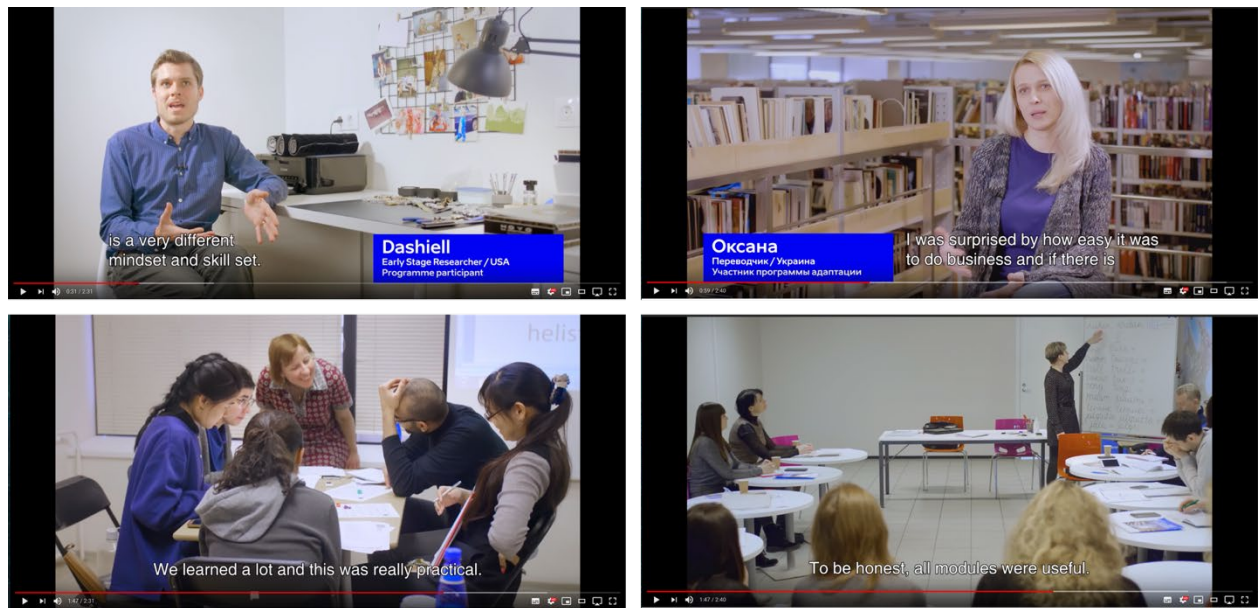 is a very different
mindset and skill set.
Dashiell
Early Stage Researcher / USA
Programme participant
0:31 / 2:31
Оксана
Переводчик / Украина
Участник программы адаптации
I was surprised by how easy it was
to do business and if there is
0:59 / 2:40
helis
We learned a lot and this was really practical.
1:47 / 2:31
To be honest, all modules were useful.
1:47 / 2:40